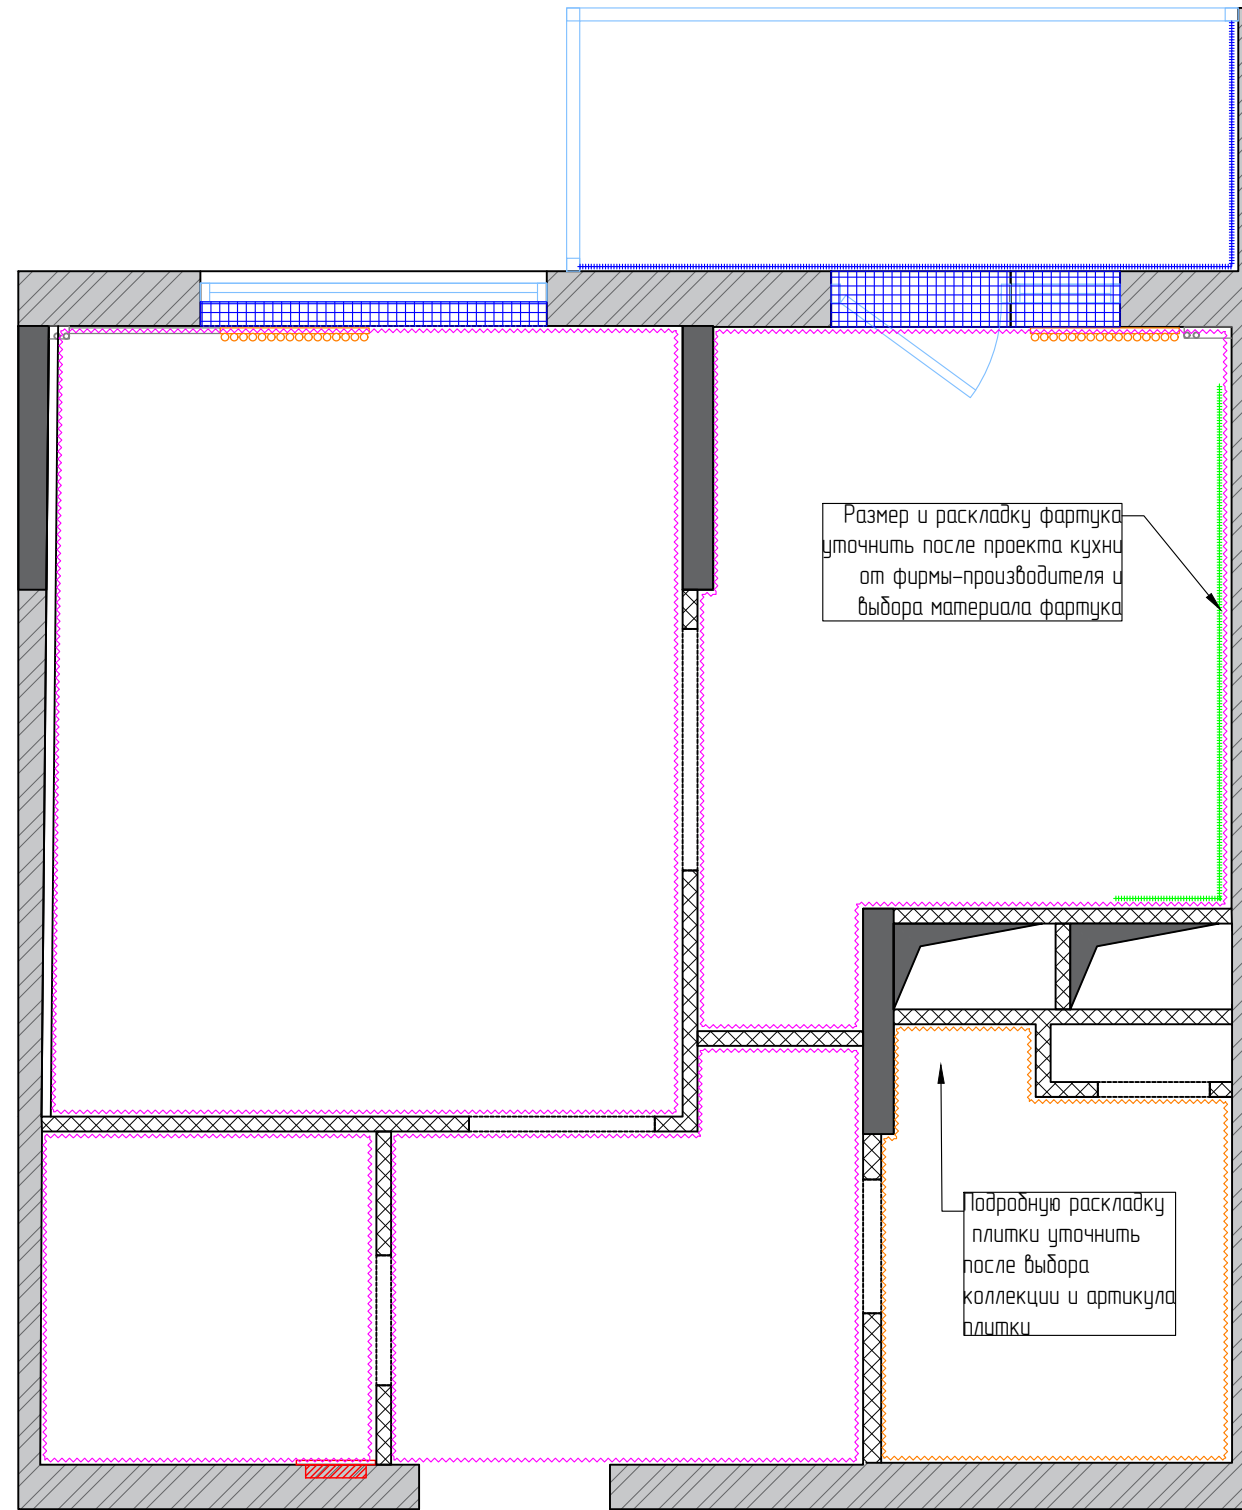 Размер и раскладку фартука
уточнить после проекта кухни
от фирмы-производителя и
выбора материала фартука
Подробную раскладку
плитки уточнить
после выбора
коллекции и артикула
плитки